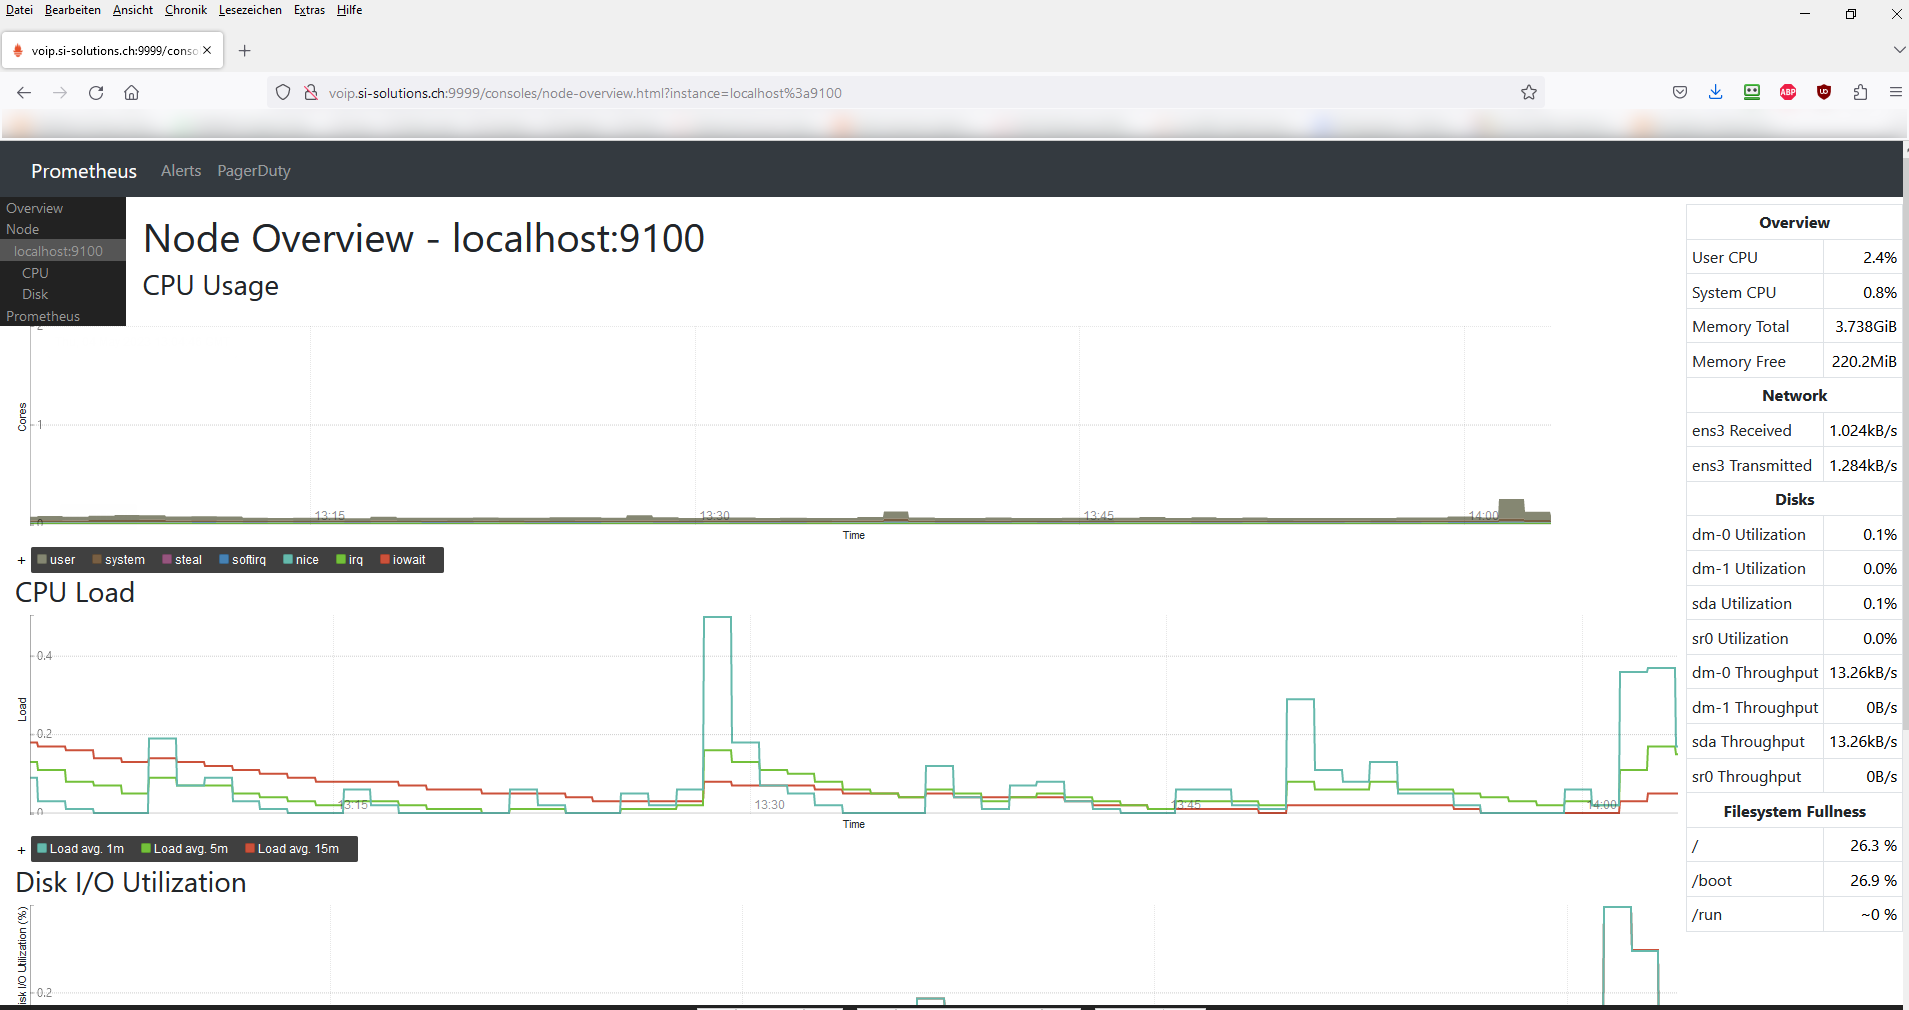 Datei Bearbeiten Ansicht Chronik Lesezeichen Extras Hilfe
voip.si-solutions.ch:9999/conso
voip.si-solutions.ch:9999/consoles/node-overview.html?instance=localhost%3a9100
Prometheus Alerts PagerDuty
Overview
Node
localhost:9100
CPU
Disk
Prometheus
Node Overview - localhost:9100
CPU Usage
2
1
0
Cores
13:15 13:30 13:45 14:00
Time
+ user system steal softirq nice irq iowait
CPU Load
0.4
0.2
0
Load
13:15 13:30 13:45 14:00
Time
+ Load avg. 1m Load avg. 5m Load avg. 15m
Disk I/O Utilization
isk I/O Utilization (%)
0.2
Overview
User CPU 2.4%
System CPU 0.8%
Memory Total 3.738GiB
Memory Free 220.2MiB
Network
ens3 Received 1.024kB/s
ens3 Transmitted 1.284kB/s
Disks
dm-0 Utilization 0.1%
dm-1 Utilization 0.0%
sda Utilization 0.1%
sr0 Utilization 0.0%
dm-0 Throughput 13.26kB/s
dm-1 Throughput 0B/s
sda Throughput 13.26kB/s
sr0 Throughput 0B/s
Filesystem Fullness
/ 26.3 %
/boot 26.9 %
/run ~0 %